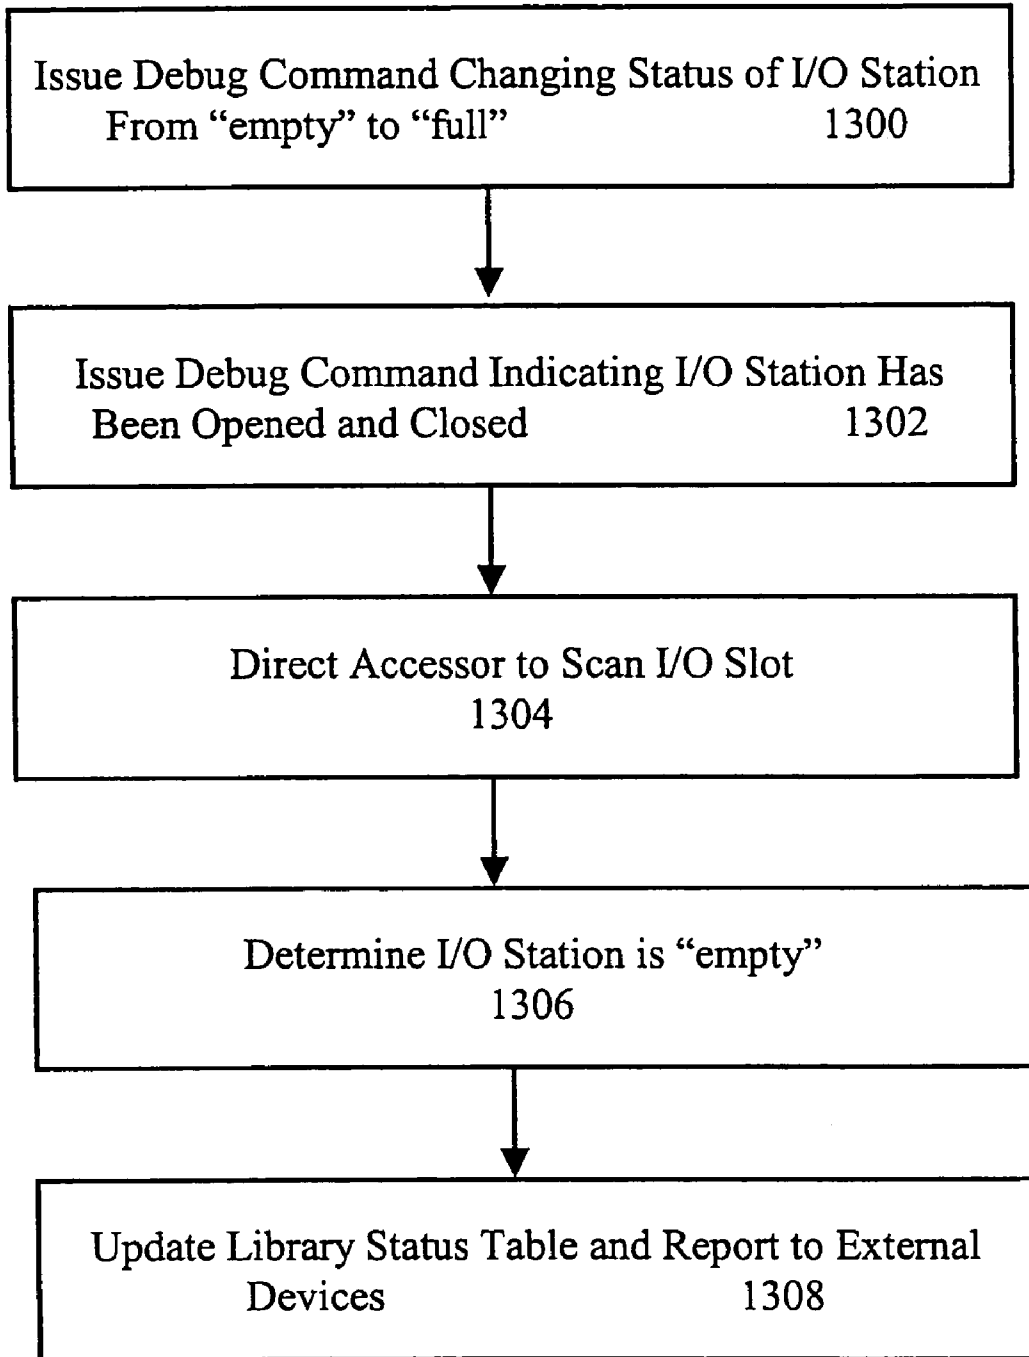 Issue Debug Command Changing Status of I/O Station
From “empty” to “full” 1300
Issue Debug Command Indicating I/O Station Has
Been Opened and Closed 1302
Direct Accessor to Scan I/O Slot
1304
Determine I/O Station is “empty”
1306
Update Library Status Table and Report to External
Devices 1308